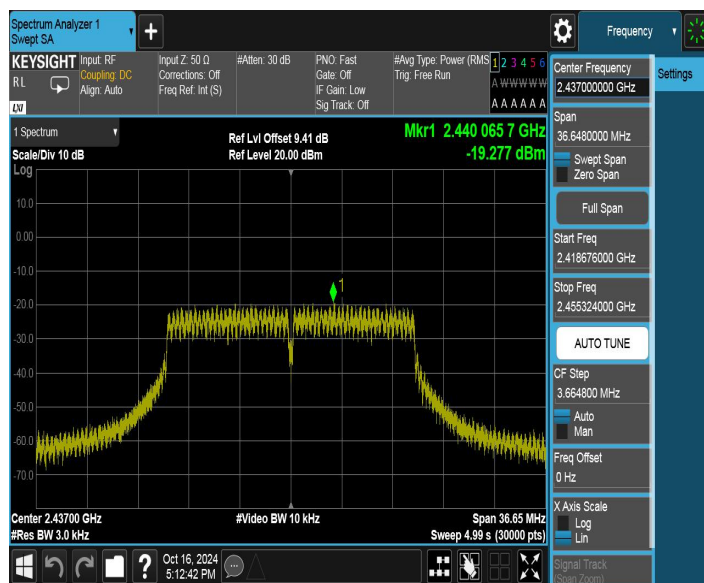 Spectrum Analyzer 1
Swept SA
+
Frequency
KEYSIGHT
RL
LXI
Input: RF
Coupling: DC
Align: Auto
Input Z: 50 Ω
Corrections: Off
Freq Ref: Int (S)
#Atten: 30 dB
PNO: Fast
Gate: Off
IF Gain: Low
Sig Track: Off
#Avg Type: Power (RMS
Trig: Free Run
1 2 3 4 5 6
A W W W W W
A A A A A A
1 Spectrum
Scale/Div 10 dB
Log
Ref Lvl Offset 9.41 dB
Ref Level 20.00 dBm
Mkr1 2.440 065 7 GHz
-19.277 dBm
10.0
0.00
-10.0
-20.0
-30.0
-40.0
-50.0
-60.0
-70.0
1
Center 2.43700 GHz
#Res BW 3.0 kHz
#Video BW 10 kHz
Span 36.65 MHz
Sweep 4.99 s (30000 pts)
Center Frequency
2.437000000 GHz
Span
36.6480000 MHz
Swept Span
Zero Span
Full Span
Start Freq
2.418676000 GHz
Stop Freq
2.455324000 GHz
AUTO TUNE
CF Step
3.664800 MHz
Auto
Man
Freq Offset
0 Hz
X Axis Scale
Log
Lin
Signal Track
(Span Zoom)
Settings
?
Oct 16, 2024
5:12:42 PM